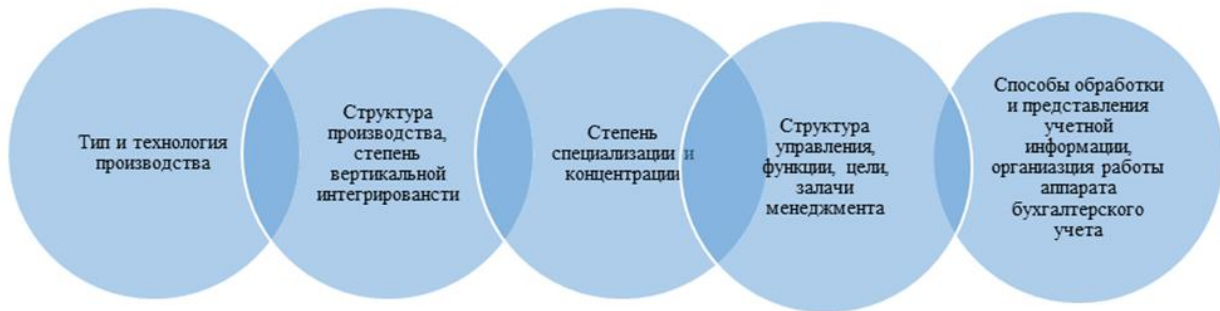 Тип и технология
производства
Структура
производства,
степень
вертикальной
интегрировансти
Степень
специализации и
концентрации
Структура
управления,
функции, цели,
залачи
менеджмента
Способы обработки
и представления
учетной
информации,
органиазция работы
аппарата
бухгалтерского
учета